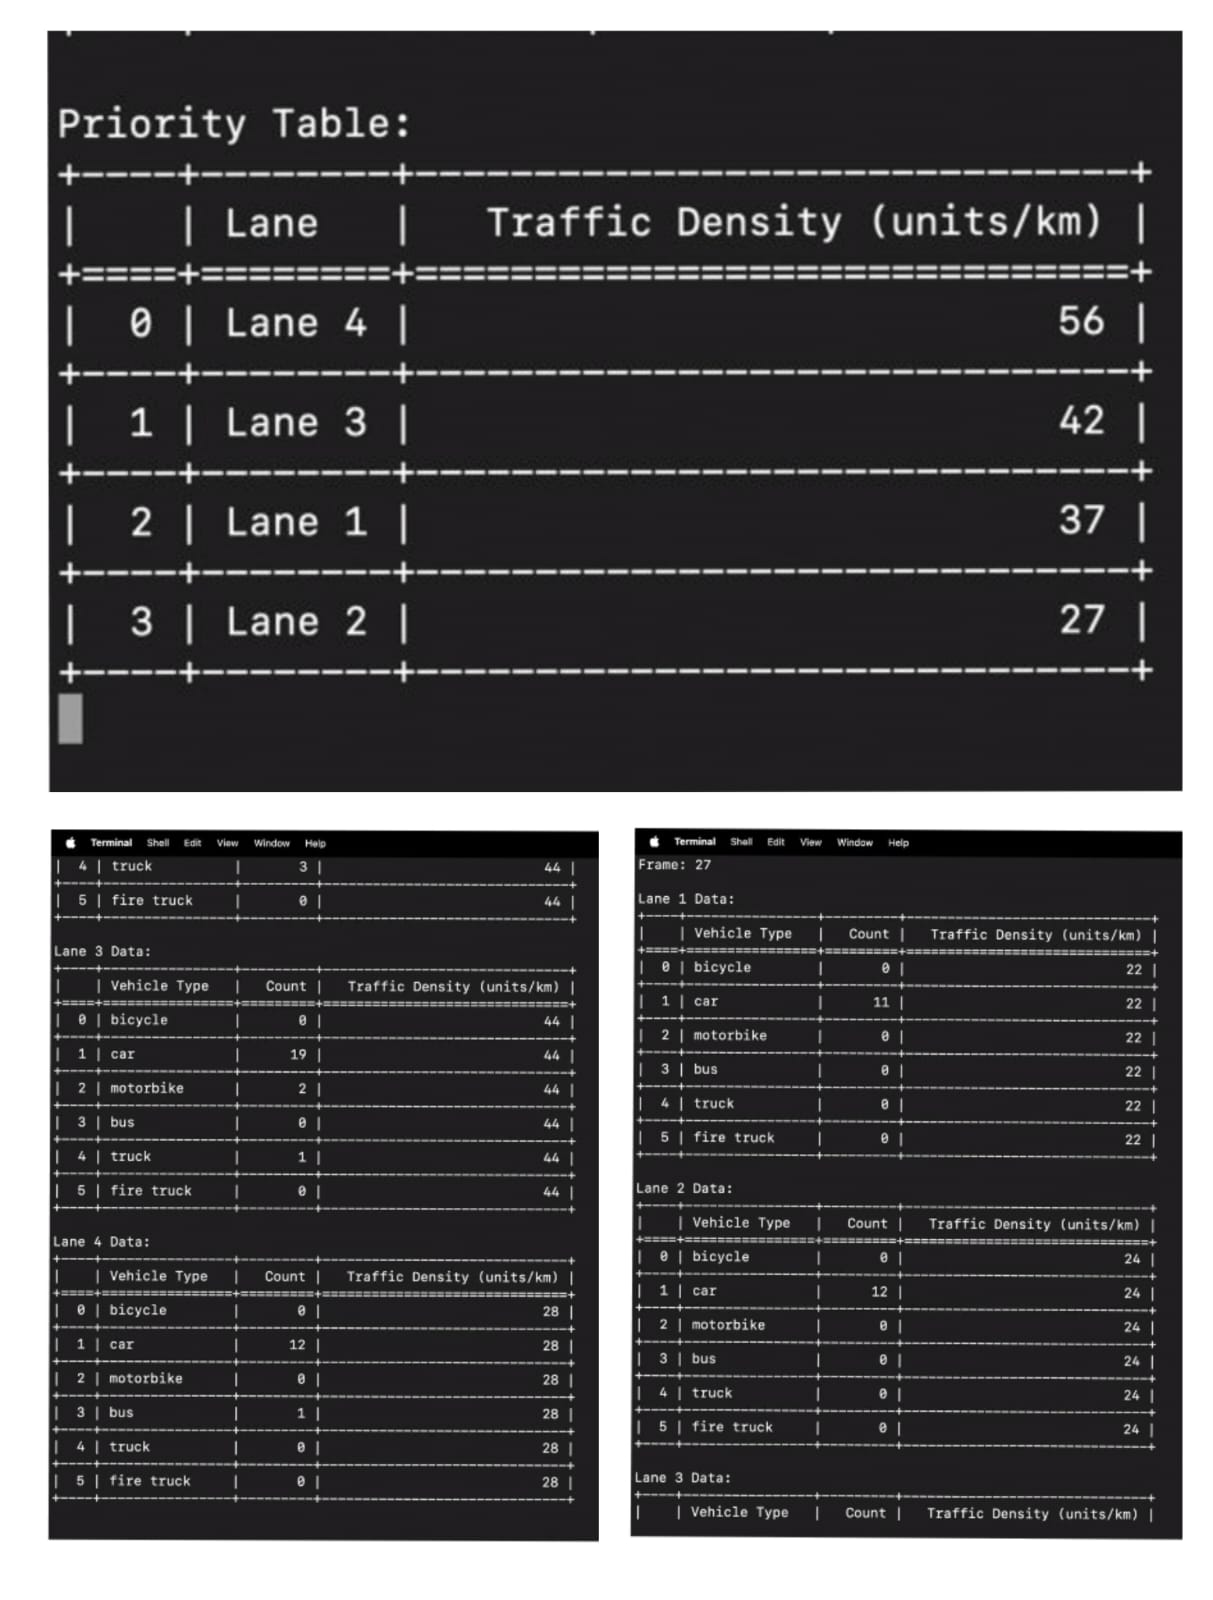 Priority Table:
+----+--------+------------------------------+
|    | Lane   |   Traffic Density (units/km) |
+====+========+==============================+
|  0 | Lane 4 |                           56 |
+----+--------+------------------------------+
|  1 | Lane 3 |                           42 |
+----+--------+------------------------------+
|  2 | Lane 1 |                           37 |
+----+--------+------------------------------+
|  3 | Lane 2 |                           27 |
+----+--------+------------------------------+
Terminal Shell Edit View Window Help
|  4 | truck          |       3 |                           44 |
+----+----------------+---------+------------------------------+
|  5 | fire truck     |       0 |                           44 |
+----+----------------+---------+------------------------------+
Lane 3 Data:
+----+----------------+---------+------------------------------+
|    | Vehicle Type   |   Count |   Traffic Density (units/km) |
+====+================+=========+==============================+
|  0 | bicycle        |       0 |                           44 |
+----+----------------+---------+------------------------------+
|  1 | car            |      19 |                           44 |
+----+----------------+---------+------------------------------+
|  2 | motorbike      |       2 |                           44 |
+----+----------------+---------+------------------------------+
|  3 | bus            |       0 |                           44 |
+----+----------------+---------+------------------------------+
|  4 | truck          |       1 |                           44 |
+----+----------------+---------+------------------------------+
|  5 | fire truck     |       0 |                           44 |
+----+----------------+---------+------------------------------+
Lane 4 Data:
+----+----------------+---------+------------------------------+
|    | Vehicle Type   |   Count |   Traffic Density (units/km) |
+====+================+=========+==============================+
|  0 | bicycle        |       0 |                           28 |
+----+----------------+---------+------------------------------+
|  1 | car            |      12 |                           28 |
+----+----------------+---------+------------------------------+
|  2 | motorbike      |       0 |                           28 |
+----+----------------+---------+------------------------------+
|  3 | bus            |       1 |                           28 |
+----+----------------+---------+------------------------------+
|  4 | truck          |       0 |                           28 |
+----+----------------+---------+------------------------------+
|  5 | fire truck     |       0 |                           28 |
+----+----------------+---------+------------------------------+
Terminal Shell Edit View Window Help
Frame: 27
Lane 1 Data:
+----+----------------+---------+------------------------------+
|    | Vehicle Type   |   Count |   Traffic Density (units/km) |
+====+================+=========+==============================+
|  0 | bicycle        |       0 |                           22 |
+----+----------------+---------+------------------------------+
|  1 | car            |      11 |                           22 |
+----+----------------+---------+------------------------------+
|  2 | motorbike      |       0 |                           22 |
+----+----------------+---------+------------------------------+
|  3 | bus            |       0 |                           22 |
+----+----------------+---------+------------------------------+
|  4 | truck          |       0 |                           22 |
+----+----------------+---------+------------------------------+
|  5 | fire truck     |       0 |                           22 |
+----+----------------+---------+------------------------------+
Lane 2 Data:
+----+----------------+---------+------------------------------+
|    | Vehicle Type   |   Count |   Traffic Density (units/km) |
+====+================+=========+==============================+
|  0 | bicycle        |       0 |                           24 |
+----+----------------+---------+------------------------------+
|  1 | car            |      12 |                           24 |
+----+----------------+---------+------------------------------+
|  2 | motorbike      |       0 |                           24 |
+----+----------------+---------+------------------------------+
|  3 | bus            |       0 |                           24 |
+----+----------------+---------+------------------------------+
|  4 | truck          |       0 |                           24 |
+----+----------------+---------+------------------------------+
|  5 | fire truck     |       0 |                           24 |
+----+----------------+---------+------------------------------+
Lane 3 Data:
+----+----------------+---------+------------------------------+
|    | Vehicle Type   |   Count |   Traffic Density (units/km) |